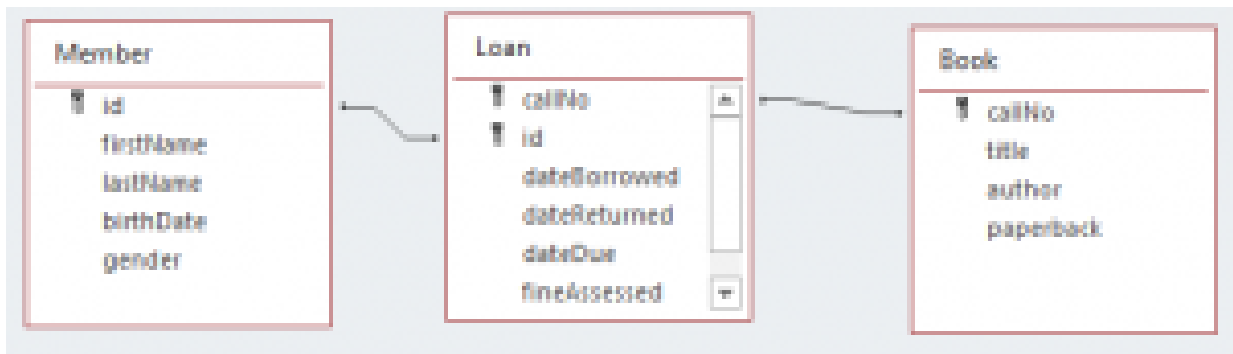 Member
id
firstName
lastName
birthDate
gender
Loan
callNo
id
dateBorrowed
dateReturned
dateDue
fineAssessed
Book
callNo
title
author
paperback